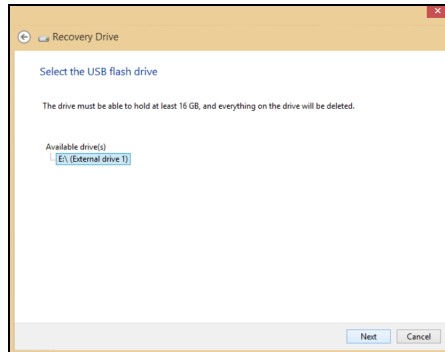 Recovery Drive
Select the USB flash drive
The drive must be able to hold at least 16 GB, and everything on the drive will be deleted.
Available drive(s)
E:\ (External drive 1)
Next
Cancel